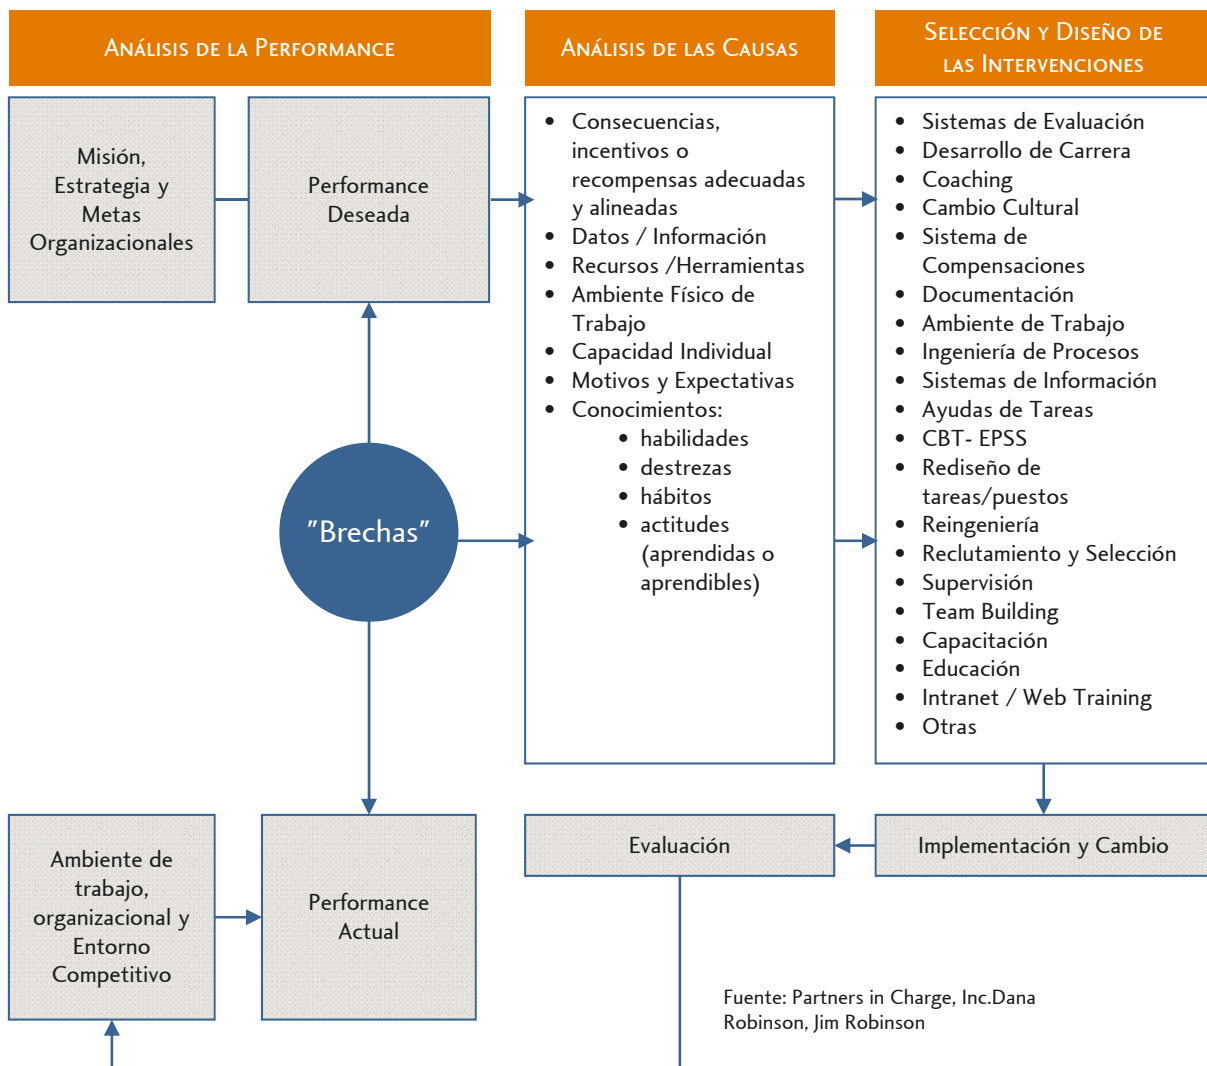 Análisis de la Performance
Análisis de las Causas
Selección y Diseño de
las Intervenciones
Misión,
Estrategia y
Metas
Organizacionales
Performance
Deseada
"Brechas"
Ambiente de
trabajo,
organizacional y
Entorno
Competitivo
Performance
Actual
• Consecuencias,
incentivos o
recompensas adecuadas
y alineadas
• Datos / Información
• Recursos /Herramientas
• Ambiente Físico de
Trabajo
• Capacidad Individual
• Motivos y Expectativas
• Conocimientos:
• habilidades
• destrezas
• hábitos
• actitudes
(aprendidas o
aprendibles)
• Sistemas de Evaluación
• Desarrollo de Carrera
• Coaching
• Cambio Cultural
• Sistema de
Compensaciones
• Documentación
• Ambiente de Trabajo
• Ingeniería de Procesos
• Sistemas de Información
• Ayudas de Tareas
• CBT- EPSS
• Rediseño de
tareas/puestos
• Reingeniería
• Reclutamiento y Selección
• Supervisión
• Team Building
• Capacitación
• Educación
• Intranet / Web Training
• Otras
Evaluación
Implementación y Cambio
Fuente: Partners in Charge, Inc.Dana
Robinson, Jim Robinson